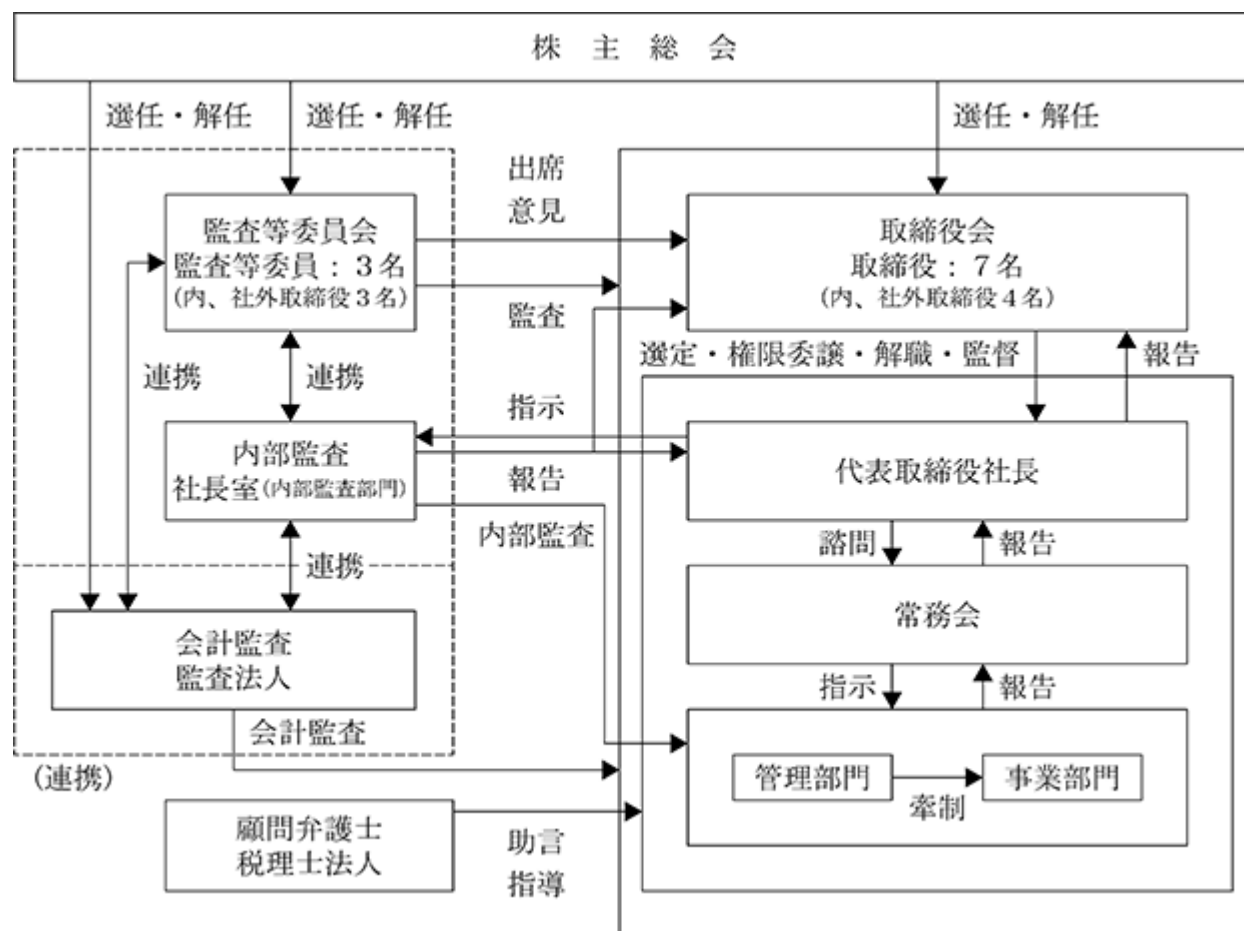 株主総会
選任・解任
選任・解任
選任・解任
出席
意見
監査等委員会
監査等委員：3名
(内、社外取締役3名)
取締役会
取締役：7名
(内、社外取締役4名)
監査
選定・権限委譲・解職・監督
報告
連携
連携
指示
内部監査
社長室(内部監査部門)
代表取締役社長
報告
内部監査
諮問
報告
連携
常務会
会計監査
監査法人
指示
報告
会計監査
(連携)
管理部門
事業部門
牽制
顧問弁護士
税理士法人
助言
指導